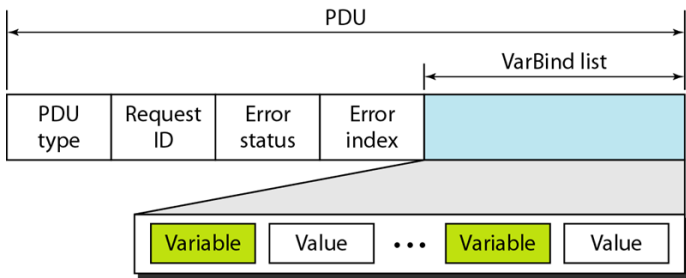 PDU
VarBind list
PDU type
Request ID
Error status
Error index
Variable
Value
...
Variable
Value